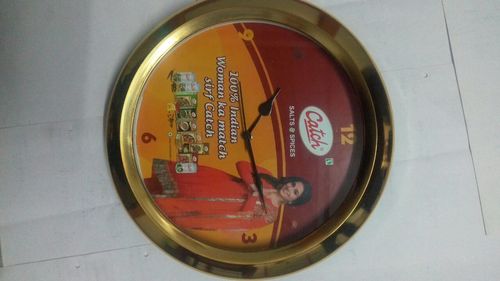 12
Catch
SALTS & SPICES
100% Indian
Woman ka match
sirf Catch
3
6